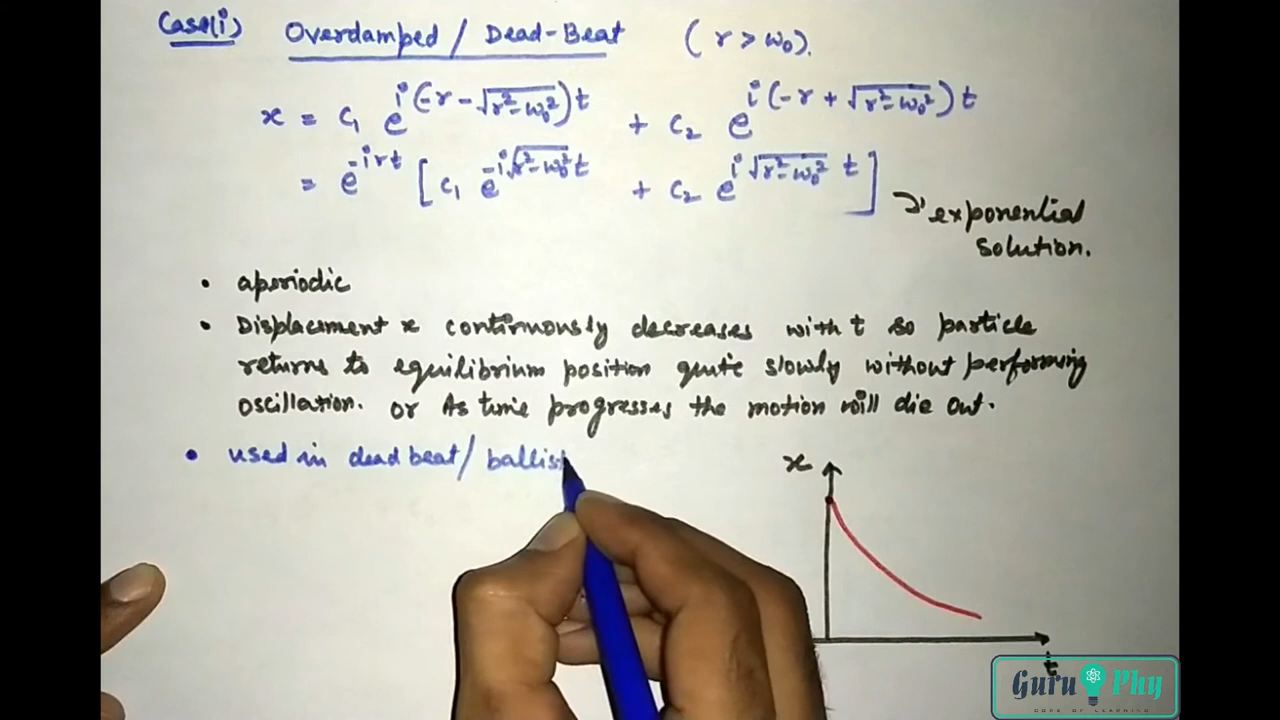 Case(i) Overdamped / Dead-Beat (r > ω₀).
x = c₁ e^{i(-r - √(r²-ω₀²))t} + c₂ e^{i(-r + √(r²-ω₀²))t}
= e^{-irt} [ c₁ e^{-i√(r²-ω₀²)t} + c₂ e^{i√(r²-ω₀²) t} ]
→ exponential
solution.
• aperiodic
• Displacement x continuously decreases with t so particle
returns to equilibrium position quite slowly without performing
oscillation. or As time progresses the motion will die out.
• used in dead beat / ballist
x
t
Guru Phy